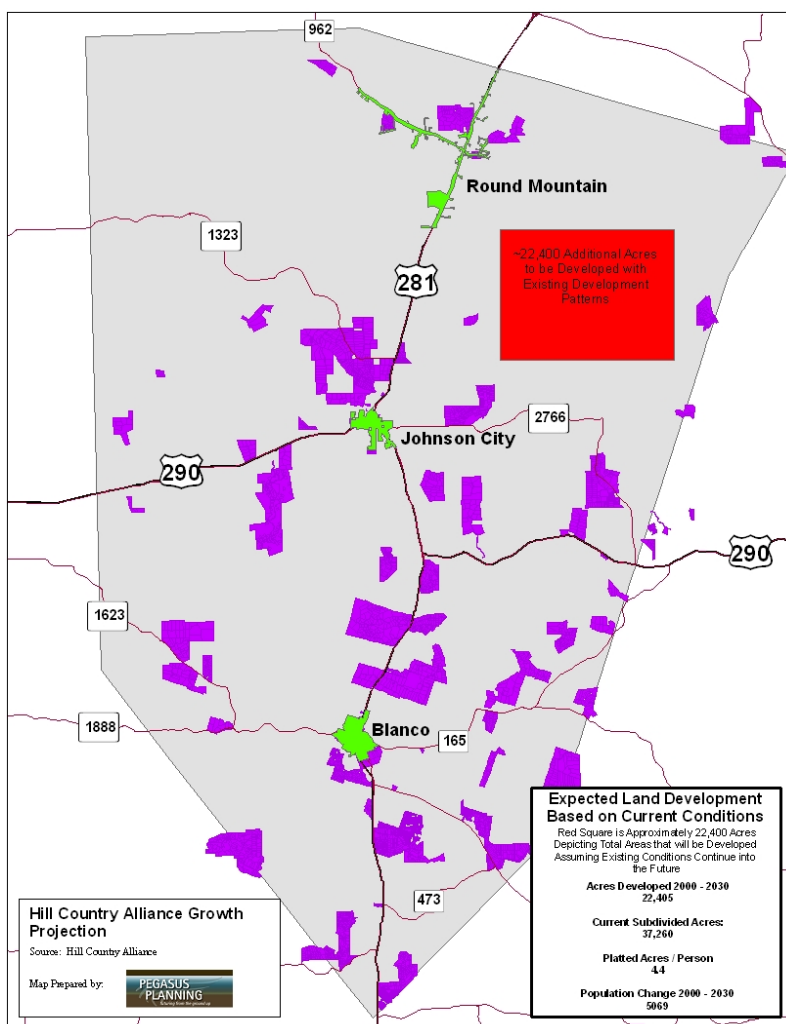 962
Round Mountain
1323
~22,400 Additional Acres
to be Developed with
Existing Development
Patterns
281
2766
Johnson City
290
290
1623
1888
Blanco
165
473
Expected Land Development
Based on Current Conditions
Red Square is Approximately 22,400 Acres
Depicting Total Areas that will be Developed
Assuming Existing Conditions Continue into
the Future
Acres Developed 2000 - 2030
22,405
Current Subdivided Acres:
37,260
Platted Acres / Person
4.4
Population Change 2000 - 2030
5069
Hill Country Alliance Growth
Projection
Source: Hill Country Alliance
Map Prepared by:
PEGASUS
PLANNING